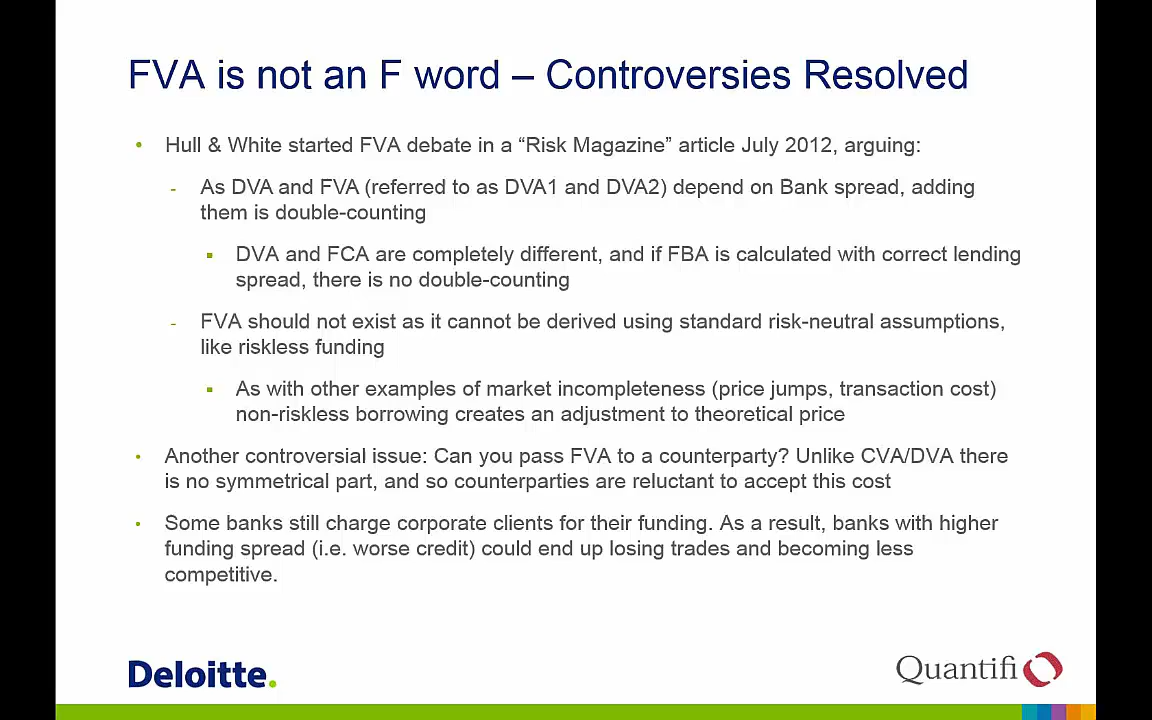 FVA is not an F word – Controversies Resolved
• Hull & White started FVA debate in a “Risk Magazine” article July 2012, arguing:
- As DVA and FVA (referred to as DVA1 and DVA2) depend on Bank spread, adding
them is double-counting
▪ DVA and FCA are completely different, and if FBA is calculated with correct lending
spread, there is no double-counting
- FVA should not exist as it cannot be derived using standard risk-neutral assumptions,
like riskless funding
▪ As with other examples of market incompleteness (price jumps, transaction cost)
non-riskless borrowing creates an adjustment to theoretical price
• Another controversial issue: Can you pass FVA to a counterparty? Unlike CVA/DVA there
is no symmetrical part, and so counterparties are reluctant to accept this cost
• Some banks still charge corporate clients for their funding. As a result, banks with higher
funding spread (i.e. worse credit) could end up losing trades and becoming less
competitive.
Deloitte.
Quantifi